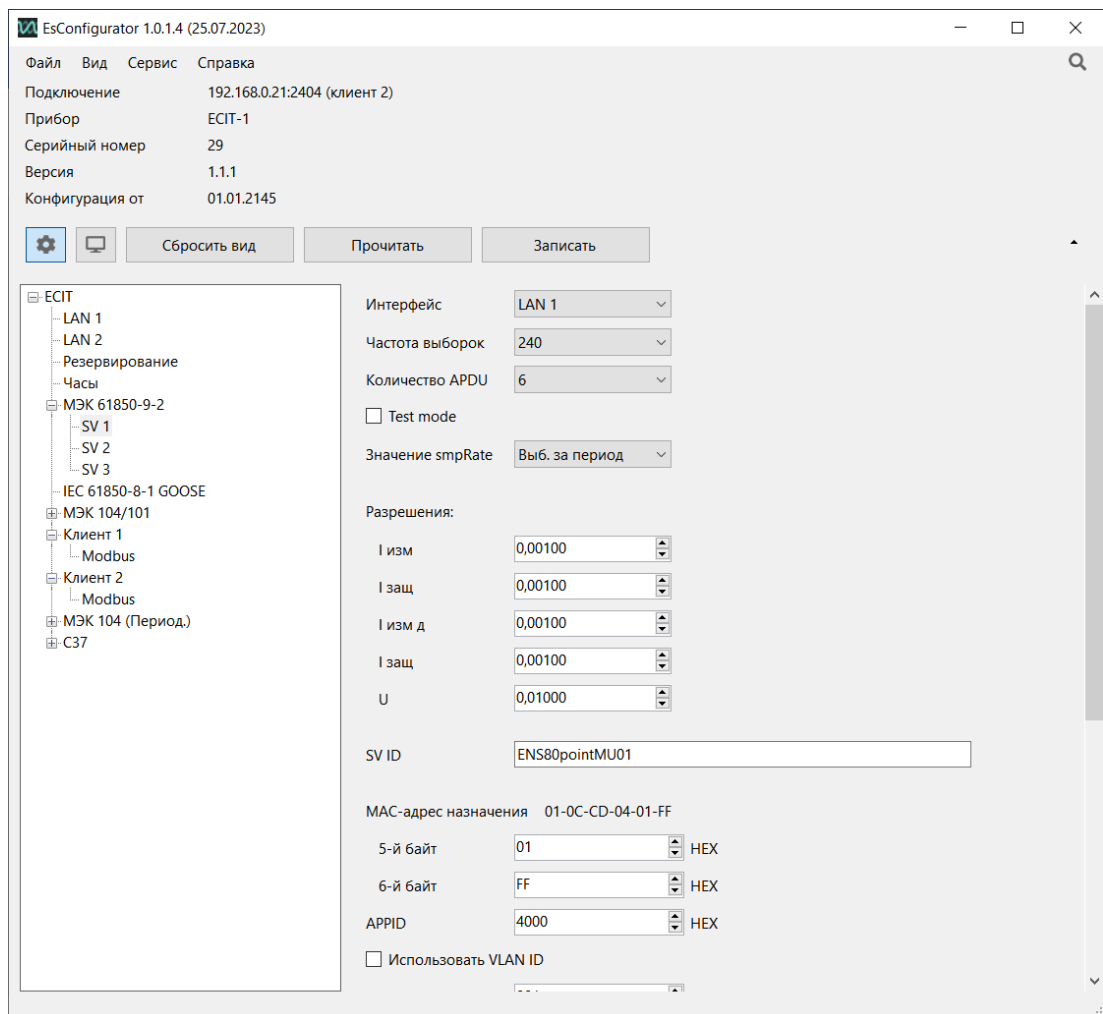 EsConfigurator 1.0.1.4 (25.07.2023)
Файл Вид Сервис Справка
Подключение 192.168.0.21:2404 (клиент 2)
Прибор ECIT-1
Серийный номер 29
Версия 1.1.1
Конфигурация от 01.01.2145
Сбросить вид Прочитать Записать
ECIT
LAN 1
LAN 2
Резервирование
Часы
МЭК 61850-9-2
SV 1
SV 2
SV 3
IEC 61850-8-1 GOOSE
МЭК 104/101
Клиент 1
Modbus
Клиент 2
Modbus
МЭК 104 (Период.)
C37
Интерфейс LAN 1
Частота выборок 240
Количество APDU 6
Test mode
Значение smpRate Выб. за период
Разрешения:
I изм 0,00100
I защ 0,00100
I изм д 0,00100
I защ 0,00100
U 0,01000
SV ID ENS80pointMU01
МАС-адрес назначения 01-0C-CD-04-01-FF
5-й байт 01 HEX
6-й байт FF HEX
APPID 4000 HEX
Использовать VLAN ID